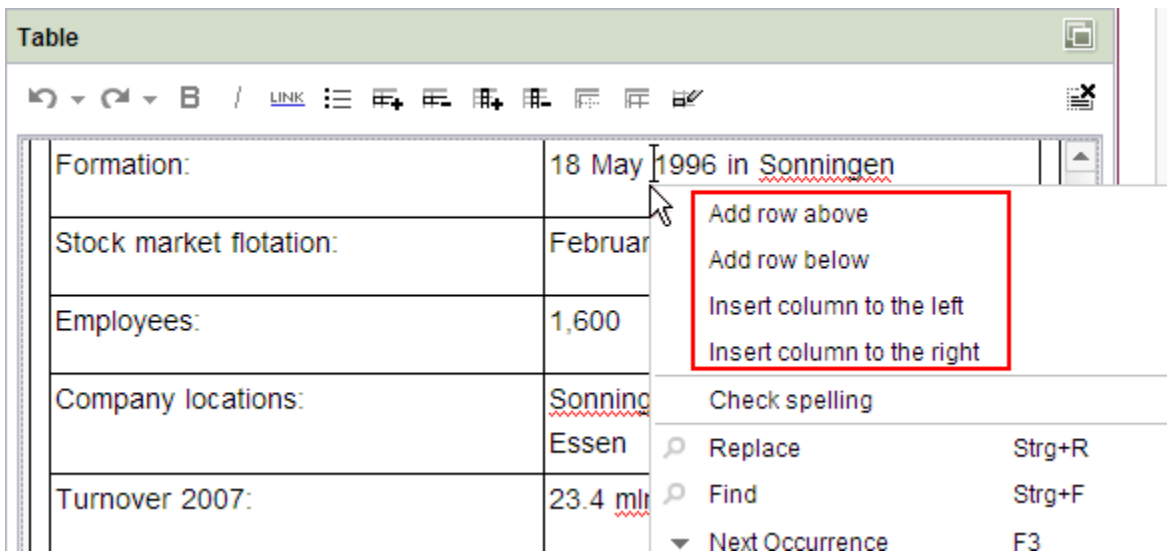 Table
B I LINK
Formation:
18 May 1996 in Sonningen
Add row above
Stock market flotation:
Add row below
Insert column to the left
Employees:
1,600
Insert column to the right
Company locations:
Check spelling
Essen
Replace Strg+R
Turnover 2007:
23.4
Find Strg+F
Next Occurrence F3